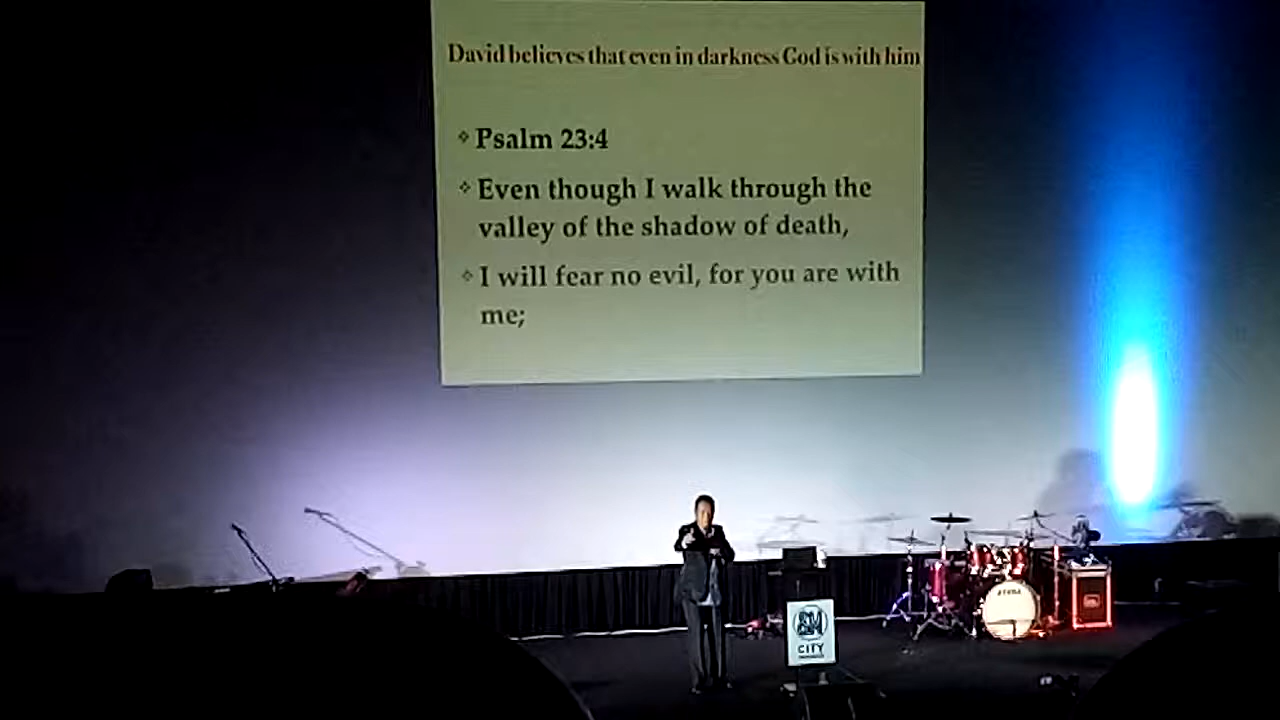 David believes that even in darkness God is with him
Psalm 23:4
Even though I walk through the
valley of the shadow of death,
I will fear no evil, for you are with
me;
SM
CITY
TAMA